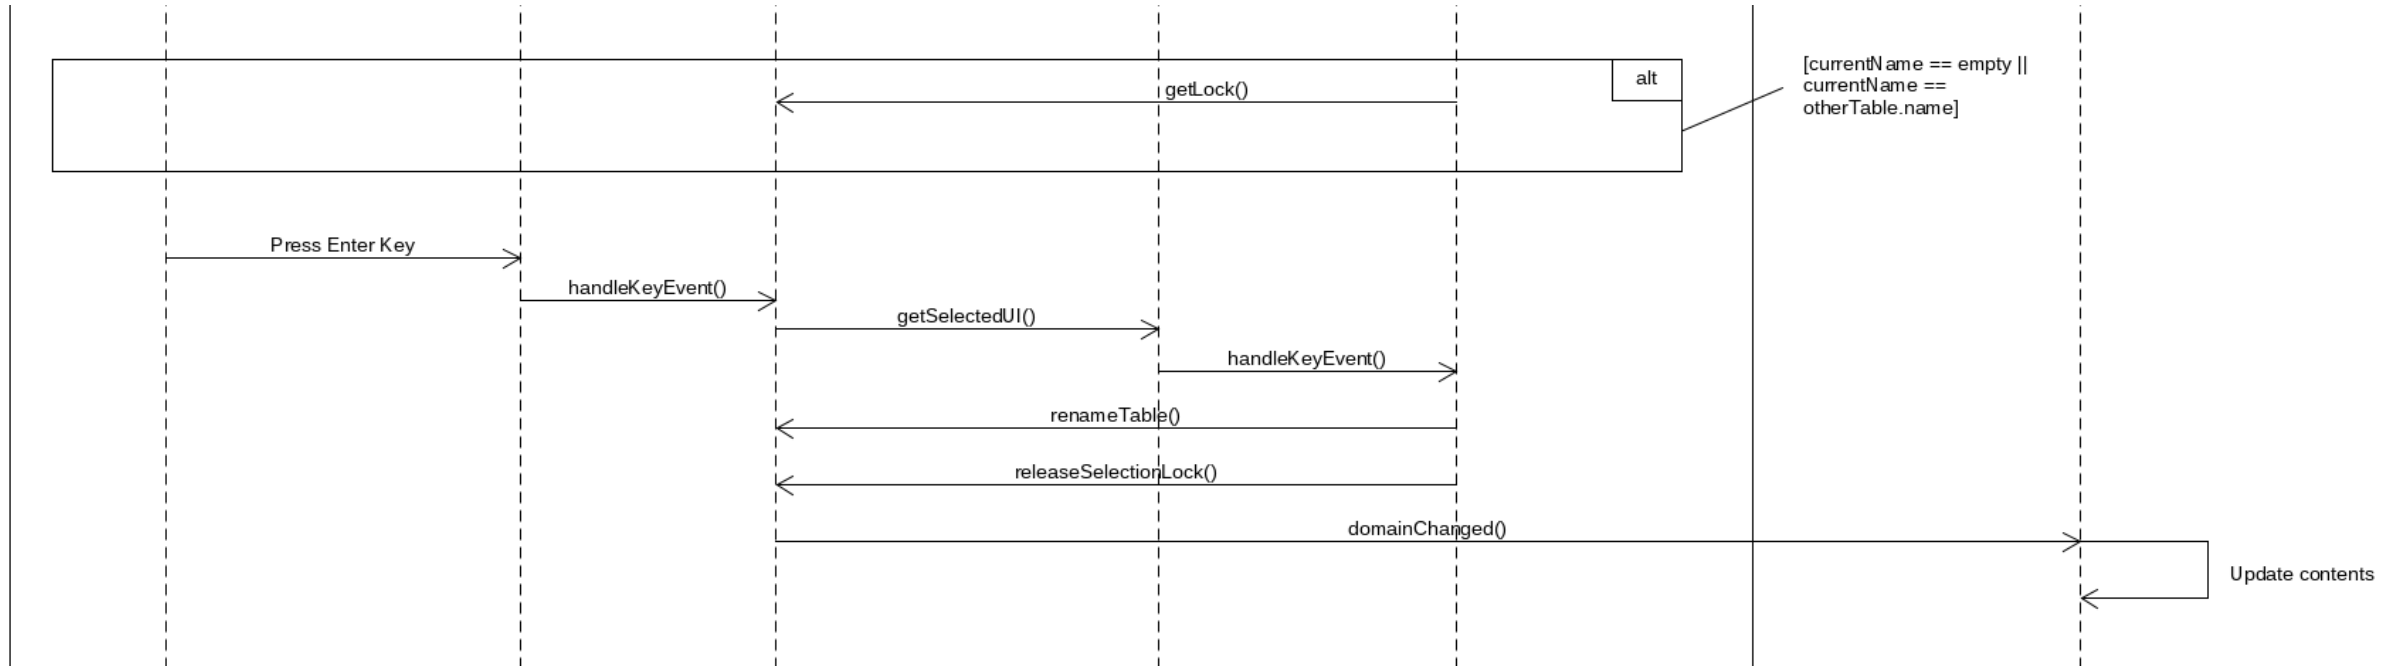 [currentName == empty ||
alt
currentName ==
getLock()
otherTable.name]
Press Enter Key
handleKeyEvent()
getSelectedUI()
handleKeyEvent()
renameTable()
releaseSelectionLock()
domainChanged()
Update contents